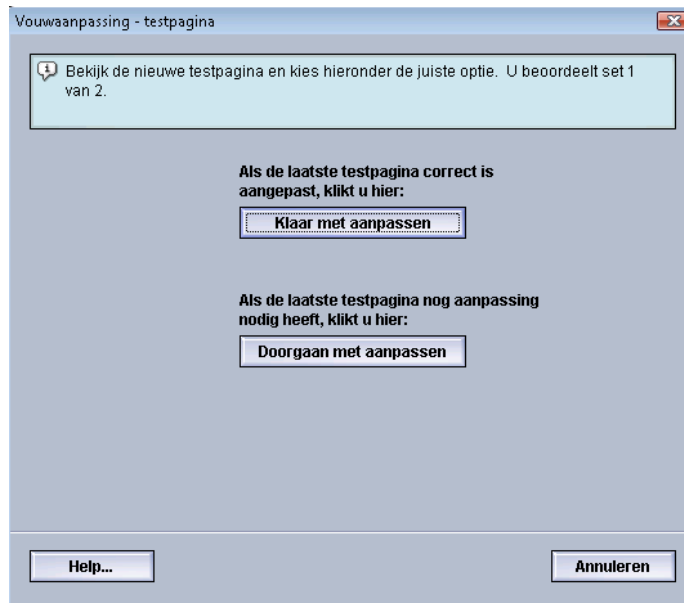 Vouwaanpassing - testpagina
Bekijk de nieuwe testpagina en kies hieronder de juiste optie. U beoordeelt set 1
van 2.
Als de laatste testpagina correct is
aangepast, klikt u hier:
Klaar met aanpassen
Als de laatste testpagina nog aanpassing
nodig heeft, klikt u hier:
Doorgaan met aanpassen
Help...
Annuleren